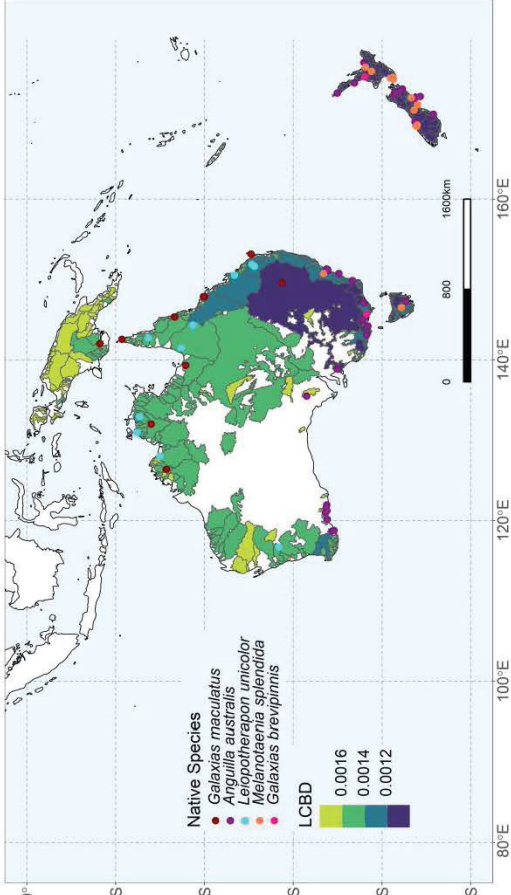 Native Species
Galaxias maculatus
Anguilla australis
Leiopotherapon unicolor
Melanotaenia splendida
Galaxias brevipinnis
LCBD
0.0016
0.0014
0.0012
0
800
1600km
80°E
100°E
120°E
140°E
160°E
0°
S
S
S
S